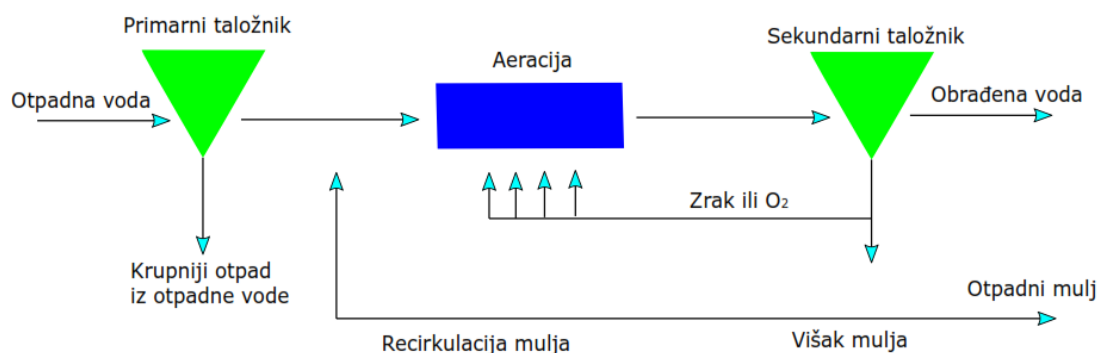 Primarni taložnik
Sekundarni taložnik
Aeracija
Otpadna voda
Obrađena voda
Zrak ili O₂
Krupniji otpad
iz otpadne vode
Otpadni mulj
Recirkulacija mulja
Višak mulja